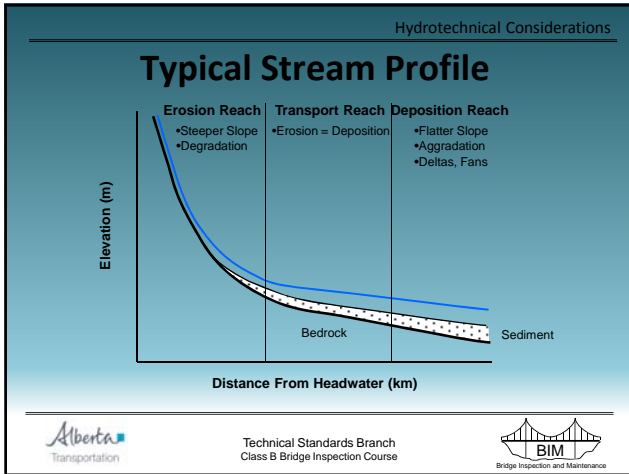 Hydrotechnical Considerations
Typical Stream Profile
Erosion Reach
•Steeper Slope
•Degradation
Transport Reach
•Erosion = Deposition
Deposition Reach
•Flatter Slope
•Aggradation
•Deltas, Fans
Elevation (m)
Bedrock
Sediment
Distance From Headwater (km)
Alberta
Transportation
Technical Standards Branch
Class B Bridge Inspection Course
BIM
Bridge Inspection and Maintenance